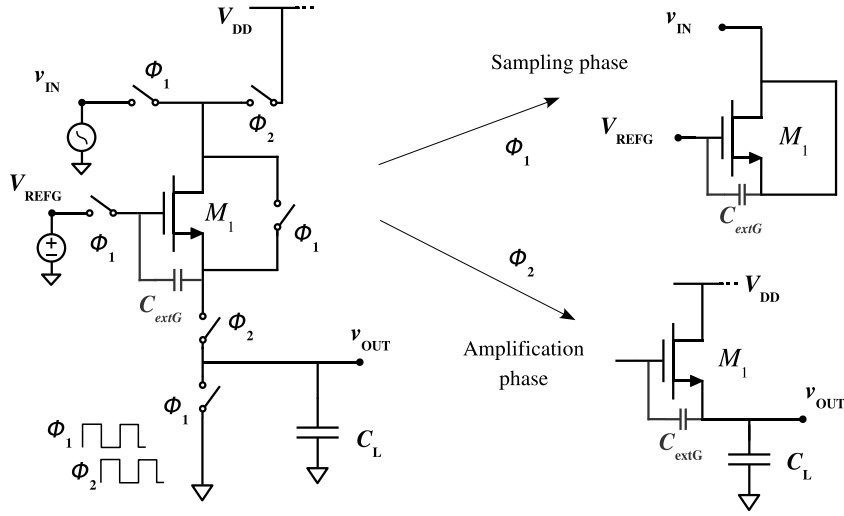 V_DD
v_IN
Φ_1
Φ_2
V_REFG
Φ_1
M_1
Φ_1
C_extG
Φ_2
v_OUT
Φ_1
C_L
Φ_1
Φ_2
Sampling phase
Φ_1
Φ_2
Amplification
phase
v_IN
V_REFG
M_1
C_extG
V_DD
M_1
v_OUT
C_extG
C_L